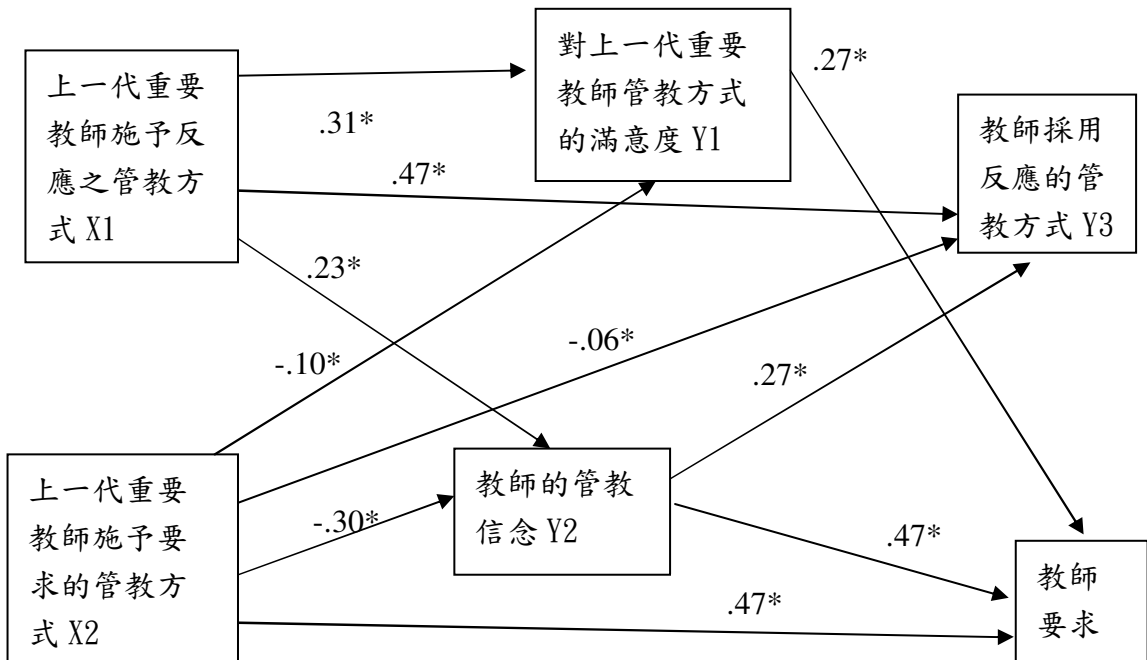 上一代重要
教師施予反
應之管教方
式 X1
對上一代重要
教師管教方式
的滿意度 Y1
教師採用
反應的管
教方式 Y3
.31*
.47*
.27*
.23*
-.10*
-.06*
.27*
上一代重要
教師施予要
求的管教方
式 X2
教師的管教
信念 Y2
-.30*
.47*
.47*
教師
要求